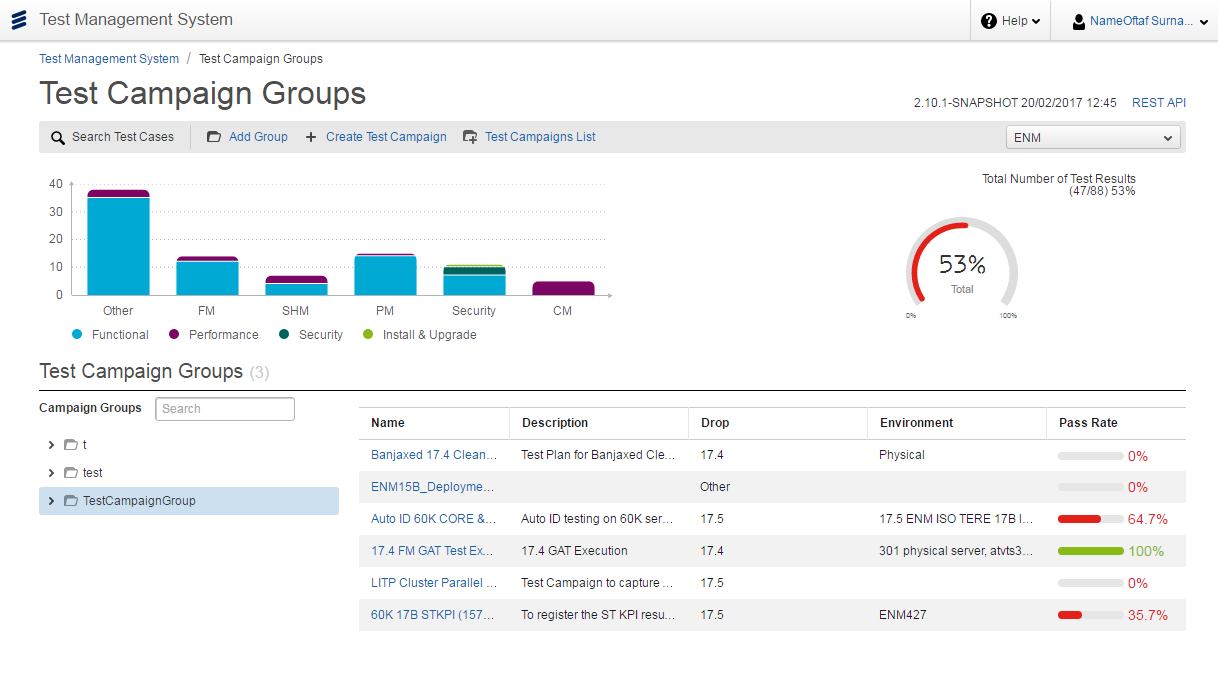 Test Management System
Help
NameOftaf Surna...
Test Management System / Test Campaign Groups
Test Campaign Groups
2.10.1-SNAPSHOT 20/02/2017 12:45 REST API
Search Test Cases
Add Group
Create Test Campaign
Test Campaigns List
ENM
40
30
20
10
0
Other FM SHM PM Security CM
Functional Performance Security Install & Upgrade
Total Number of Test Results
(47/88) 53%
53%
Total
0% 100%
Test Campaign Groups (3)
Campaign Groups Search
t
test
TestCampaignGroup
Name Description Drop Environment Pass Rate
Banjaxed 17.4 Clean... Test Plan for Banjaxed Cle... 17.4 Physical 0%
ENM15B_Deployme... Other 0%
Auto ID 60K CORE &... Auto ID testing on 60K ser... 17.5 17.5 ENM ISO TERE 17B I... 64.7%
17.4 FM GAT Test Ex... 17.4 GAT Execution 17.4 301 physical server, atvts3... 100%
LITP Cluster Parallel ... Test Campaign to capture ... 17.5 0%
60K 17B STKPI (157... To register the ST KPI resu... 17.5 ENM427 35.7%